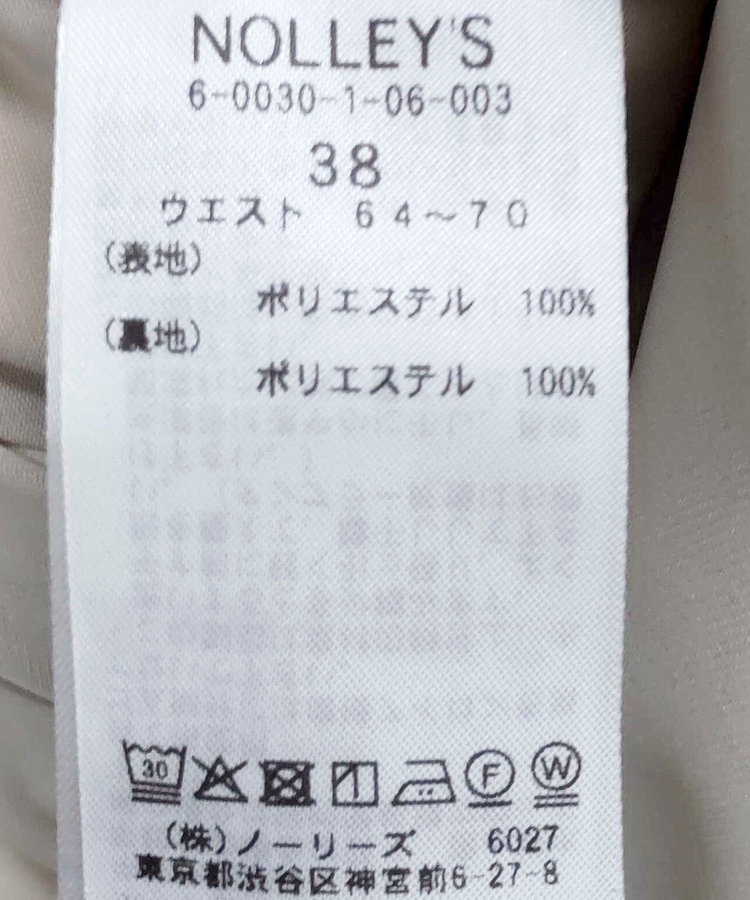 NOLLEY'S
6-0030-1-06-003
38
ウエスト 64～70
(表地)
ポリエステル 100%
(裏地)
ポリエステル 100%
30
F
W
(株)ノーリーズ 6027
東京都渋谷区神宮前6-27-8